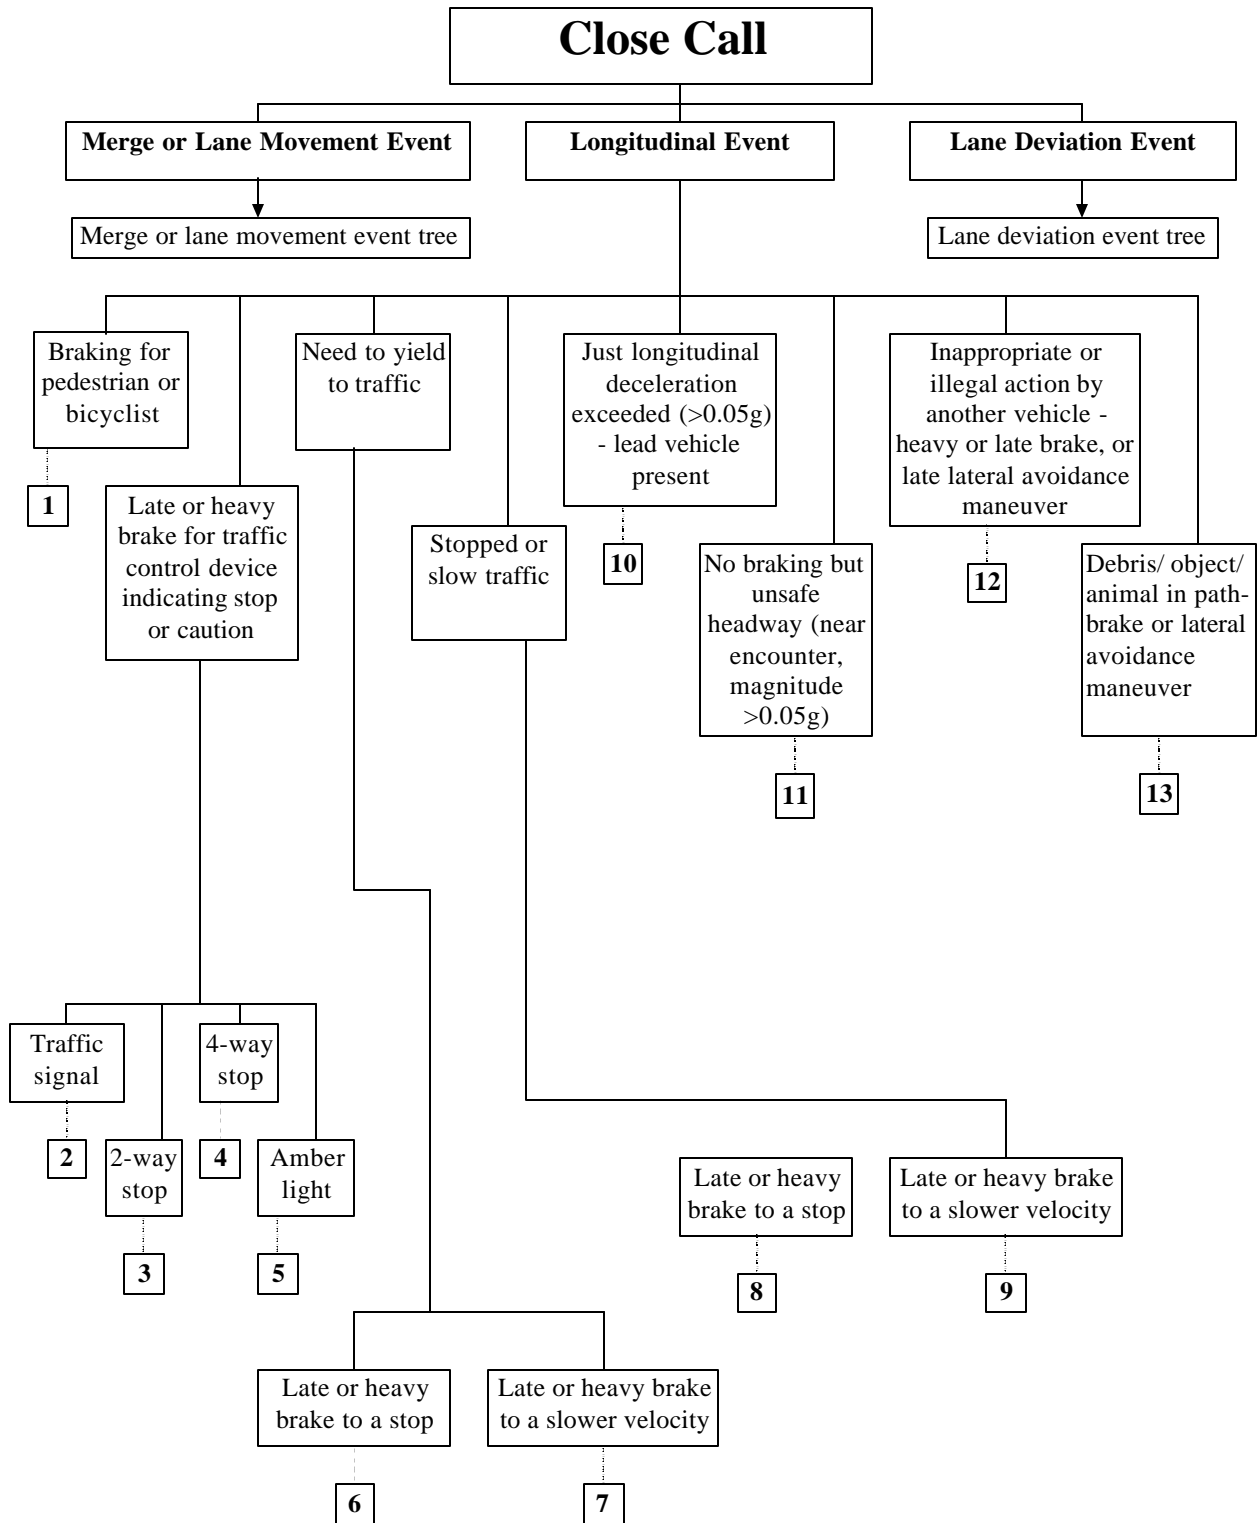 Close Call
Merge or Lane Movement Event
Longitudinal Event
Lane Deviation Event
Merge or lane movement event tree
Lane deviation event tree
Braking for
pedestrian or
bicyclist
1
Late or heavy
brake for traffic
control device
indicating stop
or caution
Need to yield
to traffic
Stopped or
slow traffic
Just longitudinal
deceleration
exceeded (>0.05g)
- lead vehicle
present
10
No braking but
unsafe
headway (near
encounter,
magnitude
>0.05g)
11
Inappropriate or
illegal action by
another vehicle -
heavy or late brake, or
late lateral avoidance
maneuver
12
Debris/ object/
animal in path-
brake or lateral
avoidance
maneuver
13
Traffic
signal
2
2-way
stop
3
4-way
stop
4
Amber
light
5
Late or heavy
brake to a stop
8
Late or heavy brake
to a slower velocity
9
Late or heavy
brake to a stop
6
Late or heavy brake
to a slower velocity
7